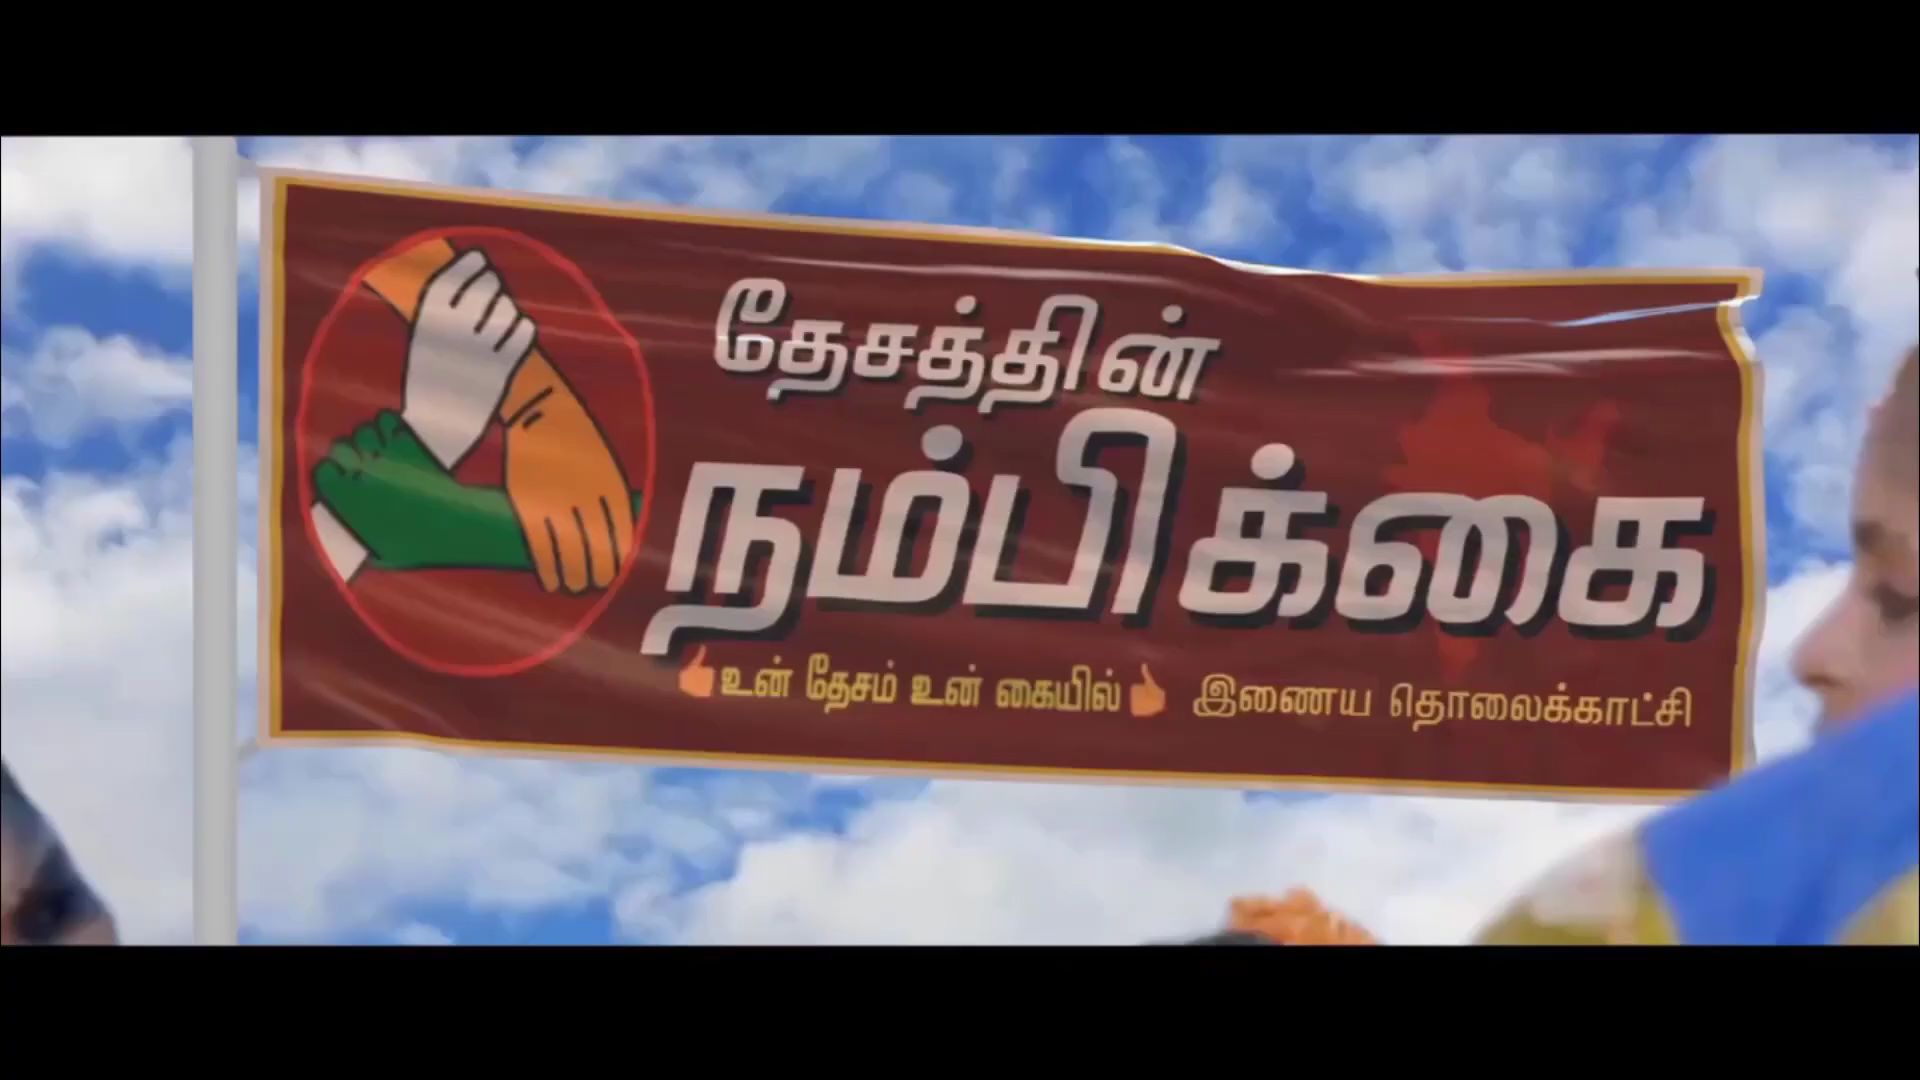 தேசத்தின்
நம்பிக்கை
உன் தேசம் உன் கையில் இணைய தொலைக்காட்சி